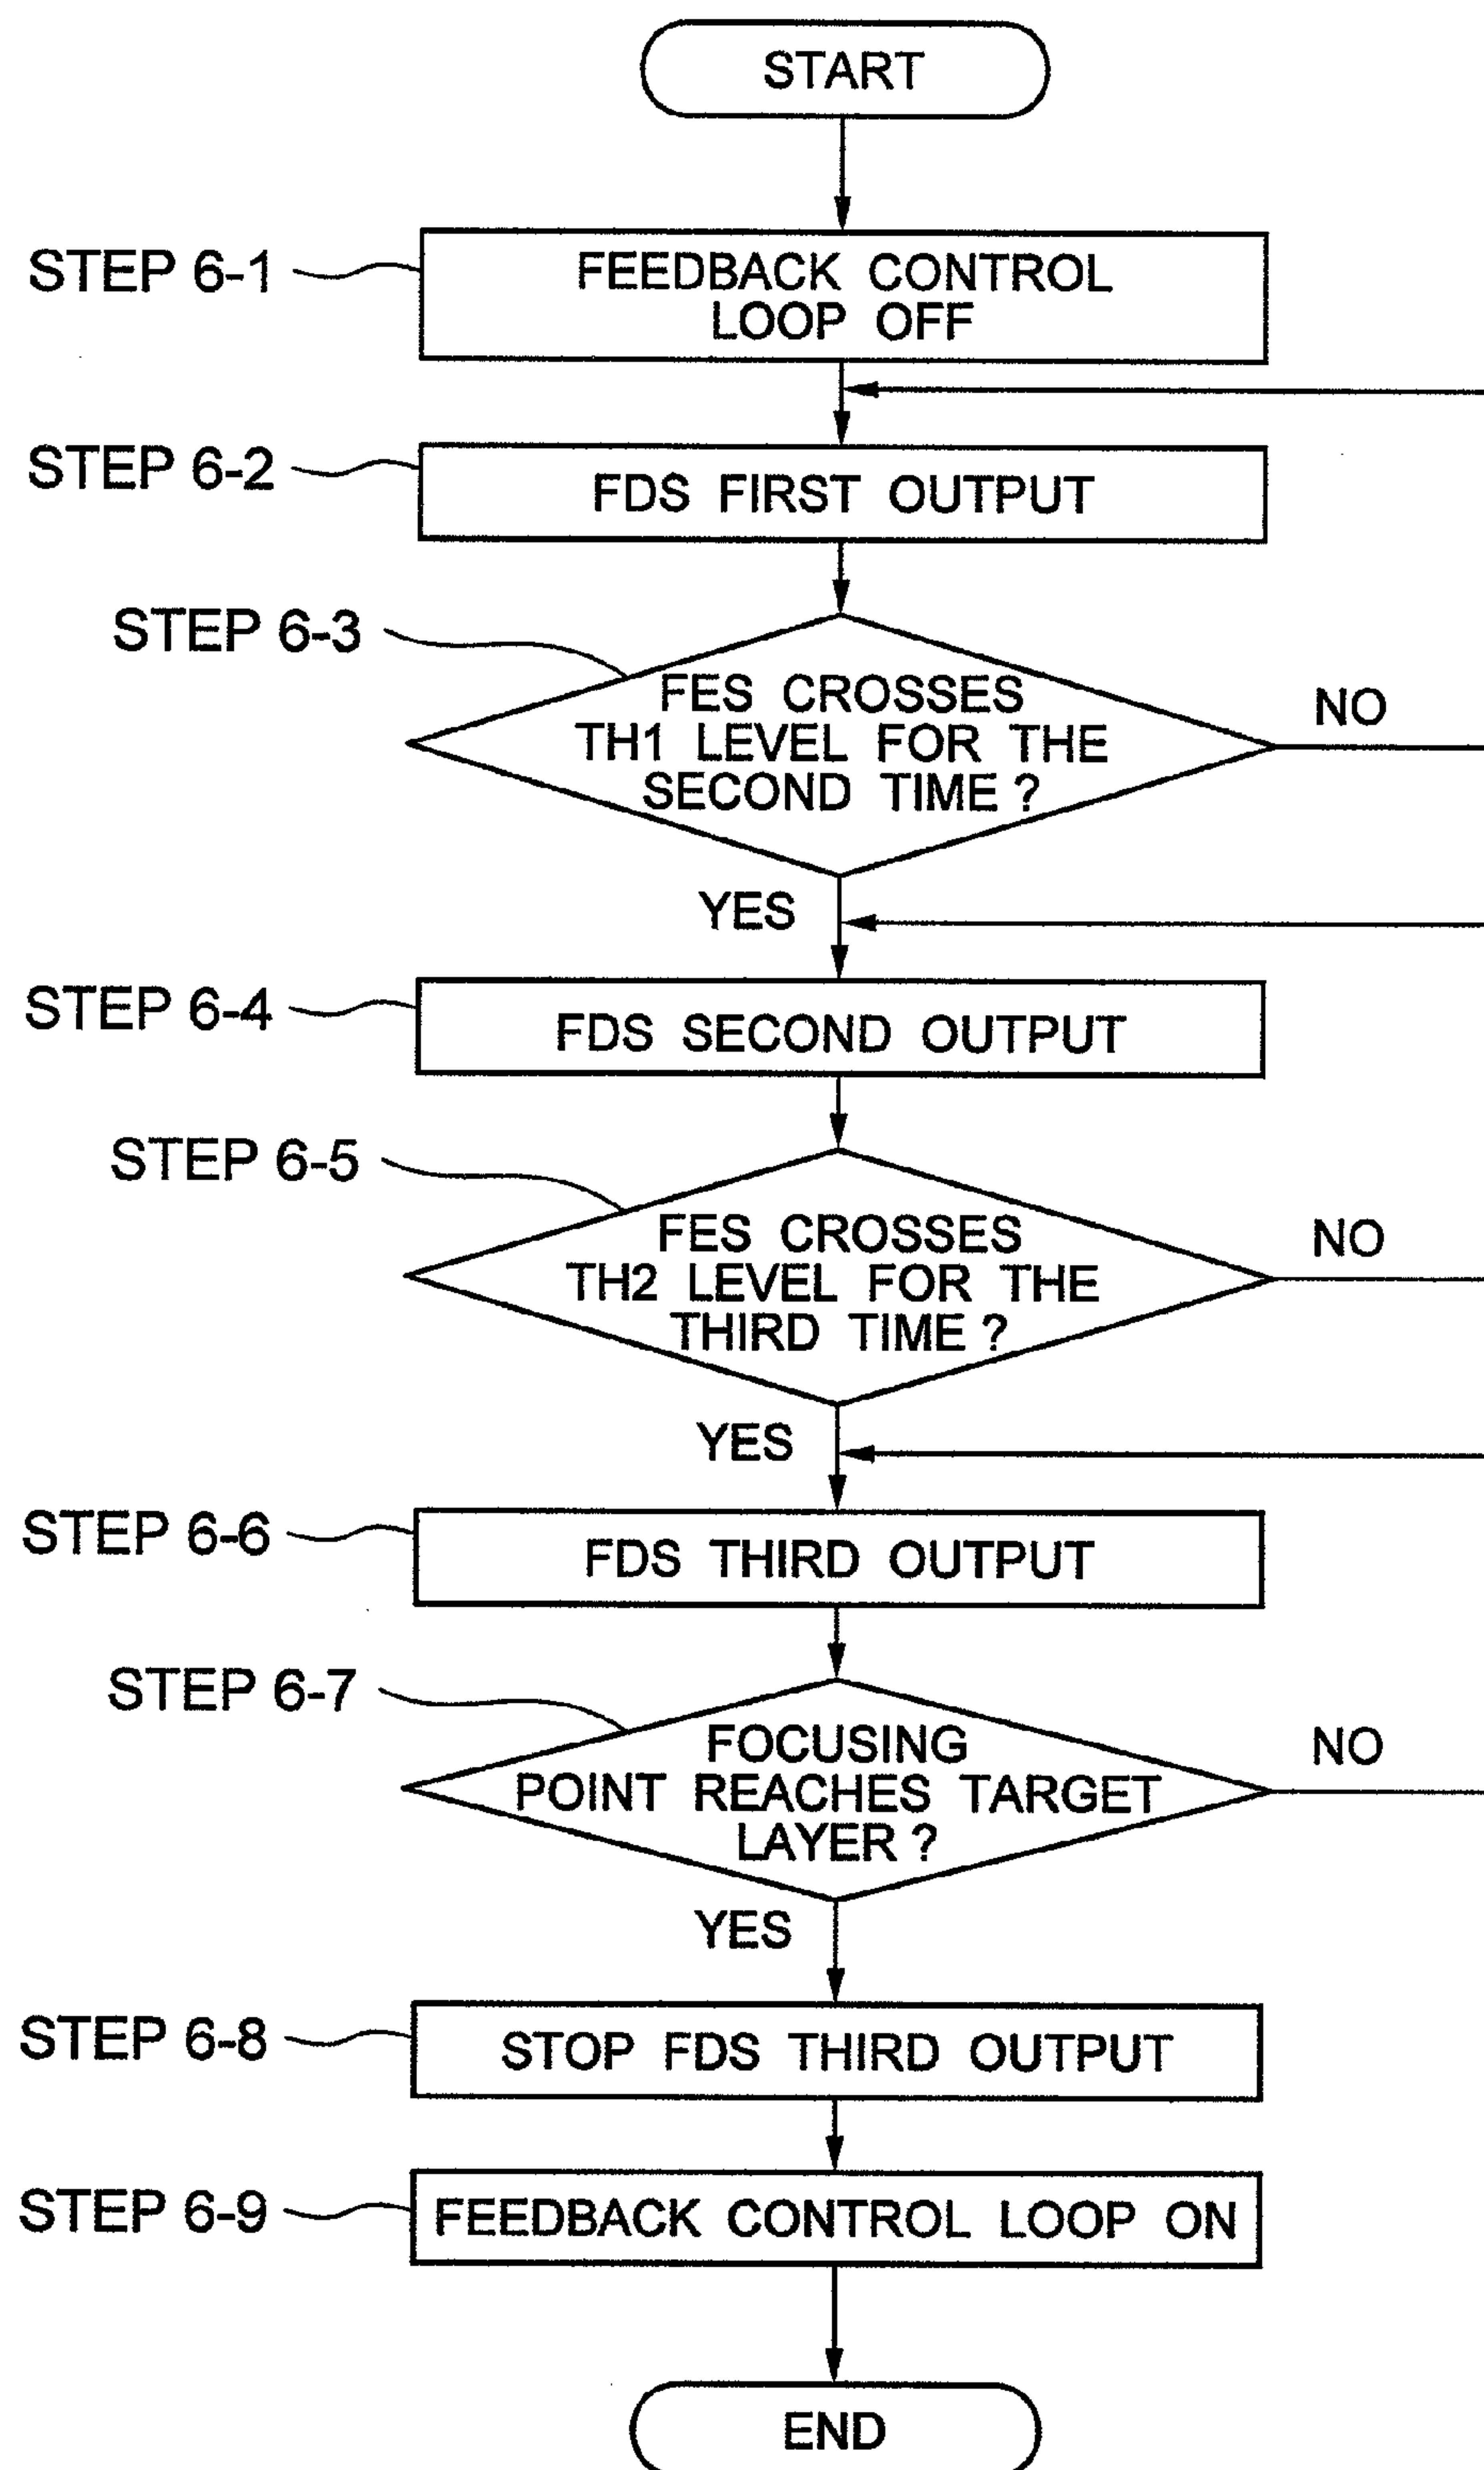 START
STEP 6-1
FEEDBACK CONTROL
LOOP OFF
STEP 6-2
FDS FIRST OUTPUT
STEP 6-3
FES CROSSES
TH1 LEVEL FOR THE
SECOND TIME ?
NO
YES
STEP 6-4
FDS SECOND OUTPUT
STEP 6-5
FES CROSSES
TH2 LEVEL FOR THE
THIRD TIME ?
NO
YES
STEP 6-6
FDS THIRD OUTPUT
STEP 6-7
FOCUSING
POINT REACHES TARGET
LAYER ?
NO
YES
STEP 6-8
STOP FDS THIRD OUTPUT
STEP 6-9
FEEDBACK CONTROL LOOP ON
END